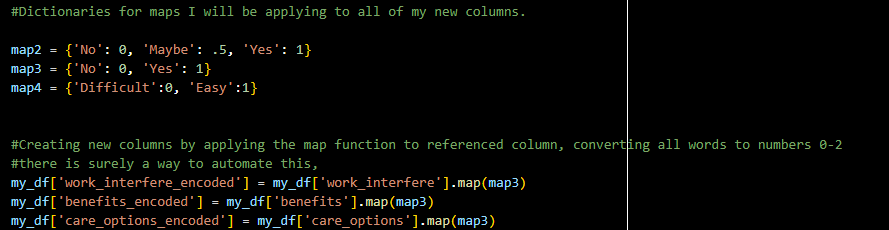 #Dictionaries for maps I will be applying to all of my new columns.
map2 = {'No': 0, 'Maybe': .5, 'Yes': 1}
map3 = {'No': 0, 'Yes': 1}
map4 = {'Difficult':0, 'Easy':1}
#Creating new columns by applying the map function to referenced column, converting all words to numbers 0-2
#there is surely a way to automate this,
my_df['work_interfere_encoded'] = my_df['work_interfere'].map(map3)
my_df['benefits_encoded'] = my_df['benefits'].map(map3)
my_df['care_options_encoded'] = my_df['care_options'].map(map3)